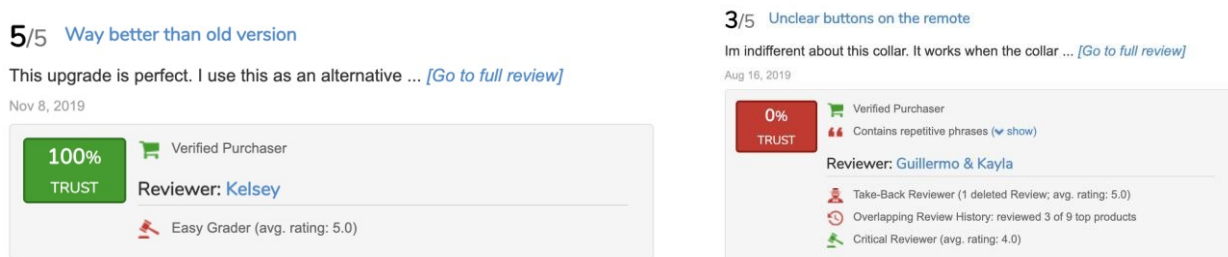 5/5 Way better than old version
This upgrade is perfect. I use this as an alternative ... [Go to full review]
Nov 8, 2019
100%
TRUST
Verified Purchaser
Reviewer: Kelsey
Easy Grader (avg. rating: 5.0)
3/5 Unclear buttons on the remote
Im indifferent about this collar. It works when the collar ... [Go to full review]
Aug 16, 2019
0%
TRUST
Verified Purchaser
Contains repetitive phrases (show)
Reviewer: Guillermo & Kayla
Take-Back Reviewer (1 deleted Review; avg. rating: 5.0)
Overlapping Review History: reviewed 3 of 9 top products
Critical Reviewer (avg. rating: 4.0)